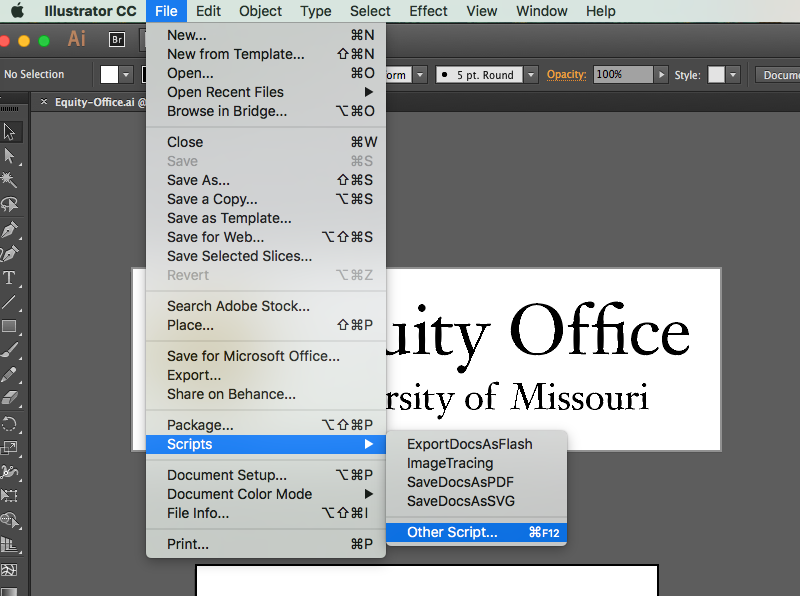 Illustrator CC File Edit Object Type Select Effect View Window Help
Ai Br
No Selection
orm 5 pt. Round Opacity: 100% Style: Docum
× Equity-Office.ai @
New... ⌘N
New from Template... ⇧⌘N
Open... ⌘O
Open Recent Files ▶
Browse in Bridge... ⌥⌘O
Close ⌘W
Save ⌘S
Save As... ⇧⌘S
Save a Copy... ⌥⌘S
Save as Template...
Save for Web... ⌥⇧⌘S
Save Selected Slices...
Revert ⌥⌘Z
Search Adobe Stock...
Place... ⇧⌘P
Save for Microsoft Office...
Export...
Share on Behance...
Package... ⌥⇧⌘P
Scripts ▶
Document Setup... ⌥⌘P
Document Color Mode ▶
File Info... ⌥⇧⌘I
Print... ⌘P
ExportDocsAsFlash
ImageTracing
SaveDocsAsPDF
SaveDocsAsSVG
Other Script... ⌘F12
uity Office
rsity of Missouri